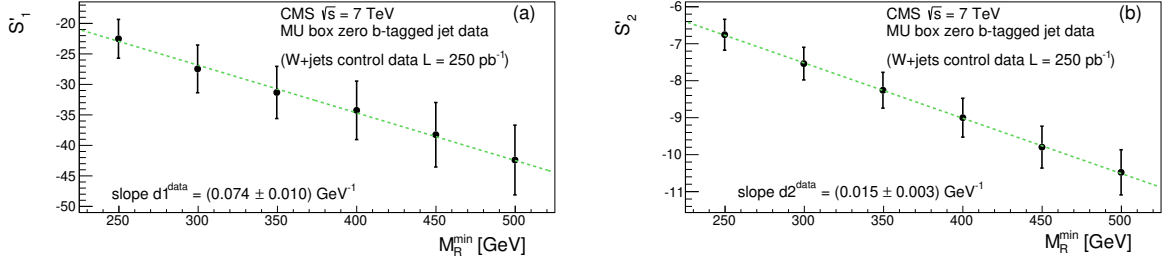 CMS √s = 7 TeV
(a)
MU box zero b-tagged jet data
(W+jets control data L = 250 pb⁻¹)
S'₁
-20
-25
-30
-35
-40
-45
-50
slope d1ᵈᵃᵗᵃ = (0.074 ± 0.010) GeV⁻¹
250 300 350 400 450 500
M_R^min [GeV]
CMS √s = 7 TeV
(b)
MU box zero b-tagged jet data
(W+jets control data L = 250 pb⁻¹)
S'₂
-6
-7
-8
-9
-10
-11
slope d2ᵈᵃᵗᵃ = (0.015 ± 0.003) GeV⁻¹
250 300 350 400 450 500
M_R^min [GeV]